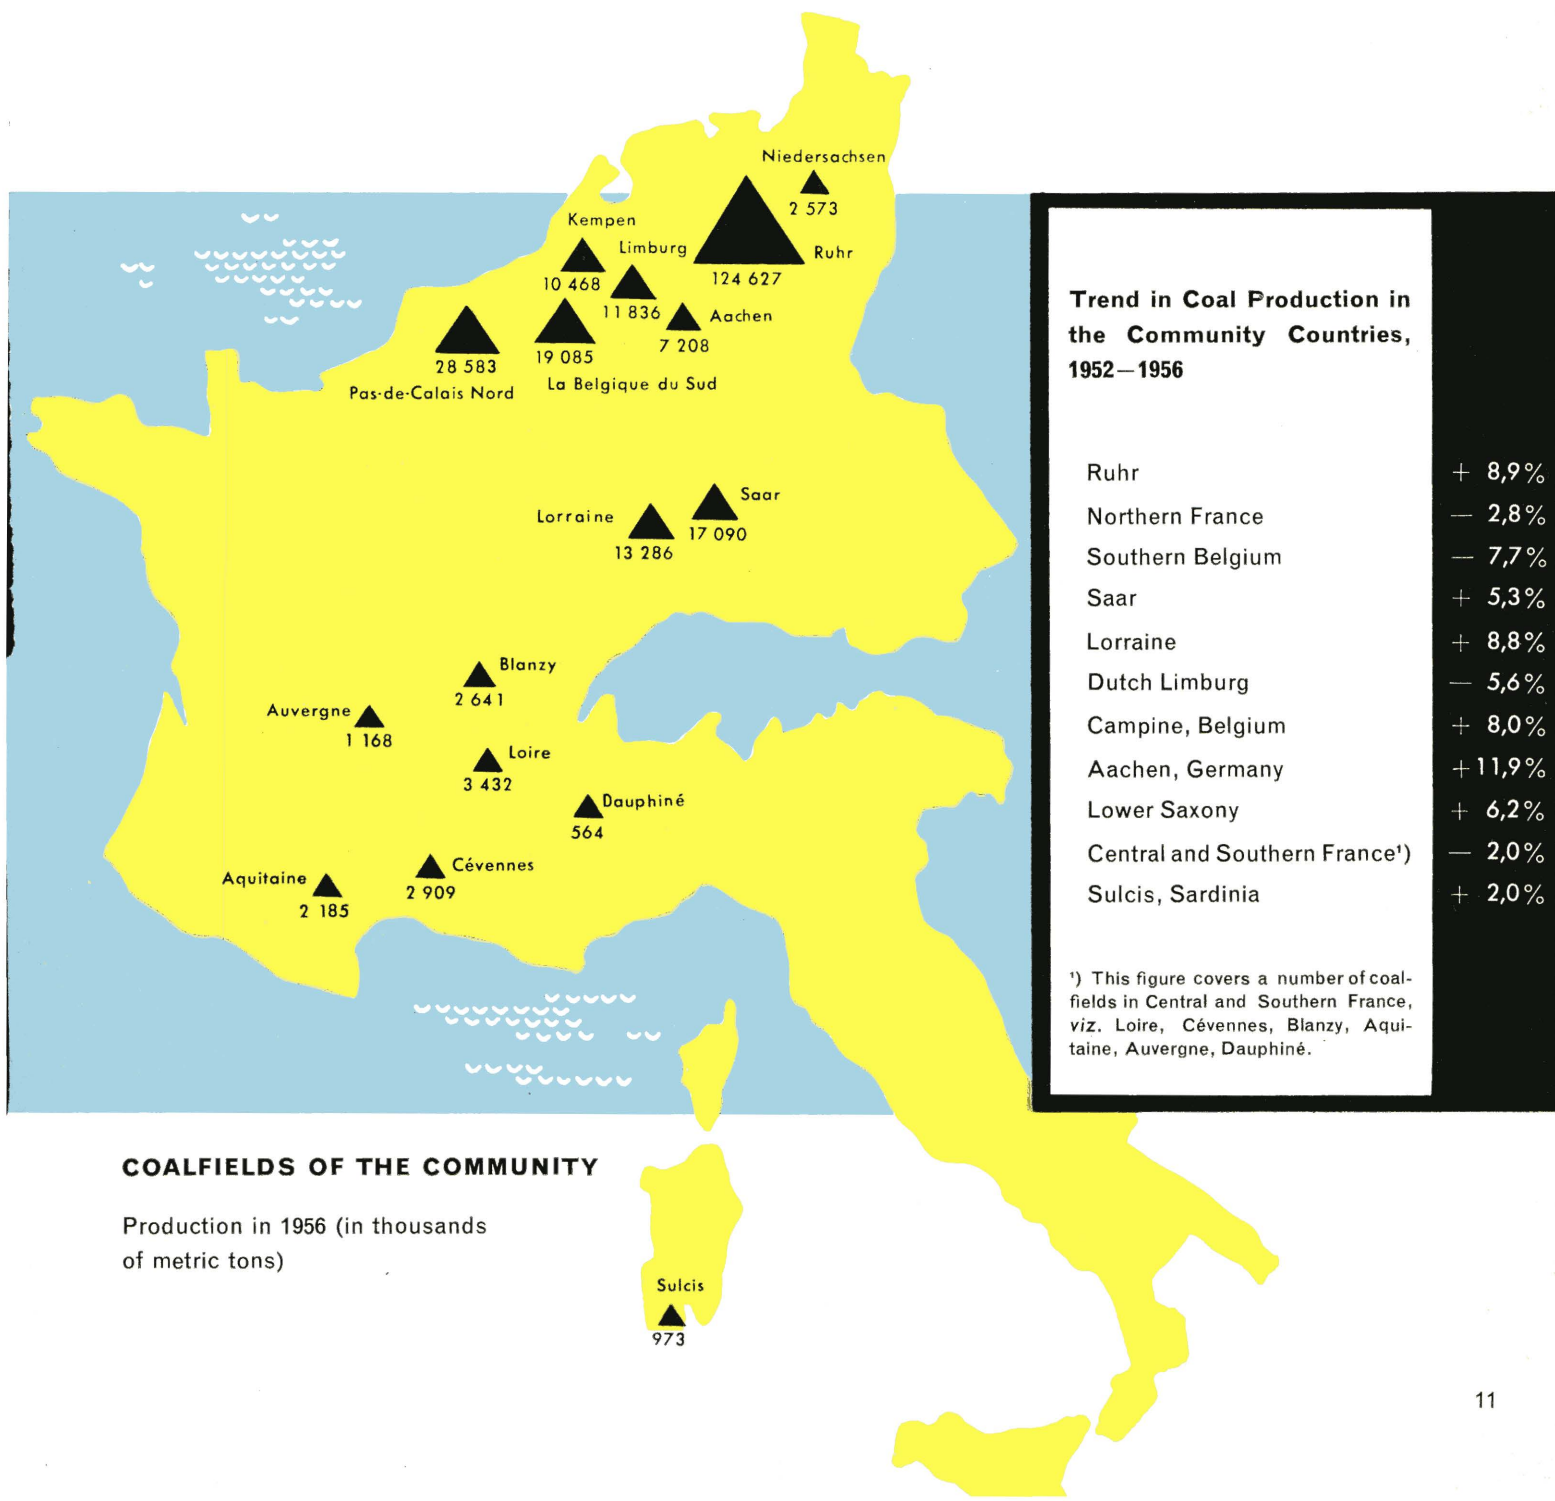 Niedersachsen
2 573
Kempen
10 468
Limburg
11 836
Ruhr
124 627
Aachen
7 208
28 583
Pas-de-Calais Nord
19 085
La Belgique du Sud
Saar
17 090
Lorraine
13 286
Blanzy
2 641
Auvergne
1 168
Loire
3 432
Dauphiné
564
Cévennes
2 909
Aquitaine
2 185
Sulcis
973
COALFIELDS OF THE COMMUNITY
Production in 1956 (in thousands
of metric tons)
Trend in Coal Production in
the Community Countries,
1952—1956
Ruhr + 8,9%
Northern France — 2,8%
Southern Belgium — 7,7%
Saar + 5,3%
Lorraine + 8,8%
Dutch Limburg — 5,6%
Campine, Belgium + 8,0%
Aachen, Germany +11,9%
Lower Saxony + 6,2%
Central and Southern France¹) — 2,0%
Sulcis, Sardinia + 2,0%
¹) This figure covers a number of coal-
fields in Central and Southern France,
viz. Loire, Cévennes, Blanzy, Aqui-
taine, Auvergne, Dauphiné.
11